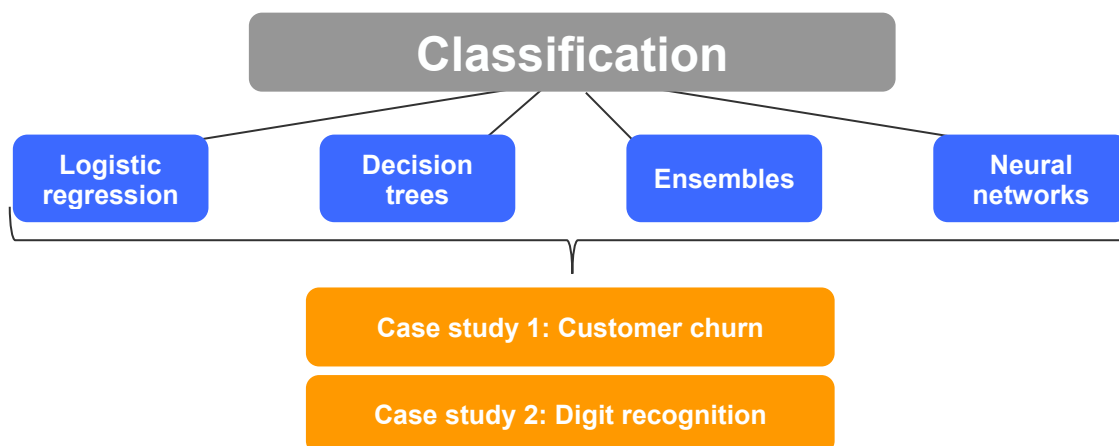 Classification
Logistic
regression
Decision
trees
Ensembles
Neural
networks
Case study 1: Customer churn
Case study 2: Digit recognition